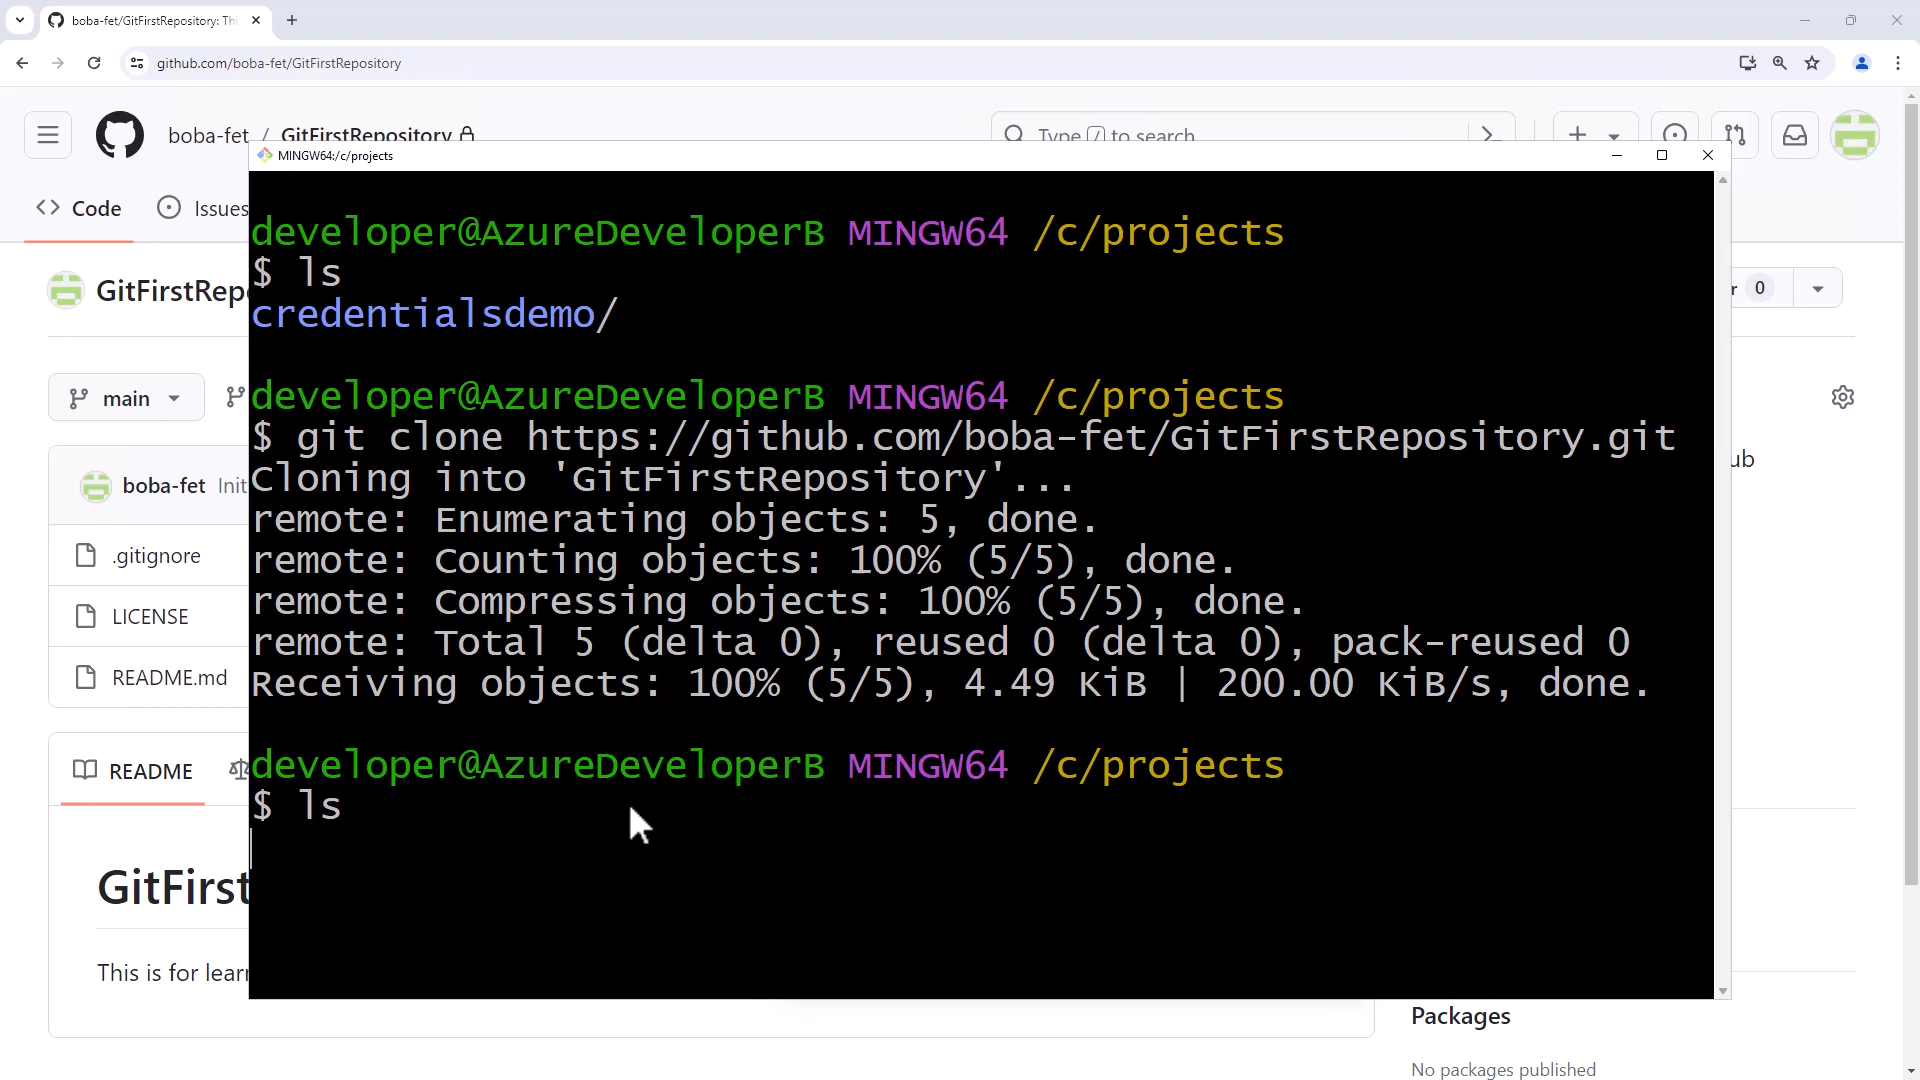 boba-fet/GitFirstRepository: Thi
github.com/boba-fet/GitFirstRepository
boba-fet / GitFirstRepository
Type / to search
MINGW64:/c/projects
Code
Issues
GitFirstRepo
0
main
boba-fet Init
.gitignore
LICENSE
README.md
README
GitFirst
This is for lear
developer@AzureDeveloperB MINGW64 /c/projects
$ ls
credentialsdemo/
developer@AzureDeveloperB MINGW64 /c/projects
$ git clone https://github.com/boba-fet/GitFirstRepository.git
Cloning into 'GitFirstRepository'...
remote: Enumerating objects: 5, done.
remote: Counting objects: 100% (5/5), done.
remote: Compressing objects: 100% (5/5), done.
remote: Total 5 (delta 0), reused 0 (delta 0), pack-reused 0
Receiving objects: 100% (5/5), 4.49 KiB | 200.00 KiB/s, done.
developer@AzureDeveloperB MINGW64 /c/projects
$ ls
ub
Packages
No packages published